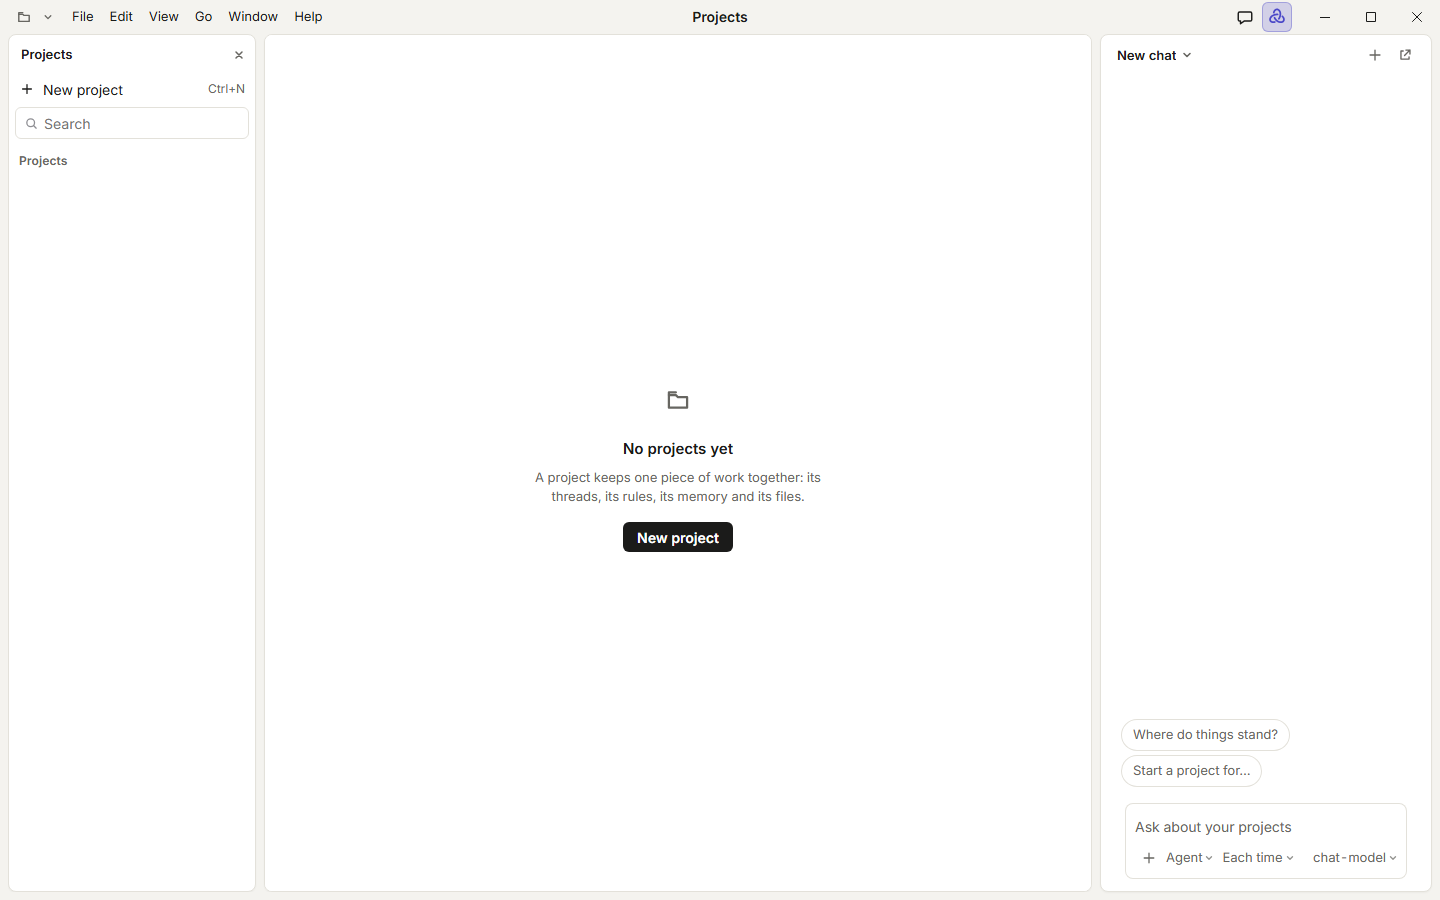 File Edit View Go Window Help
Projects
Projects
New project Ctrl+N
Search
Projects
No projects yet
A project keeps one piece of work together: its
threads, its rules, its memory and its files.
New project
New chat
Where do things stand?
Start a project for...
Ask about your projects
Agent Each time chat-model